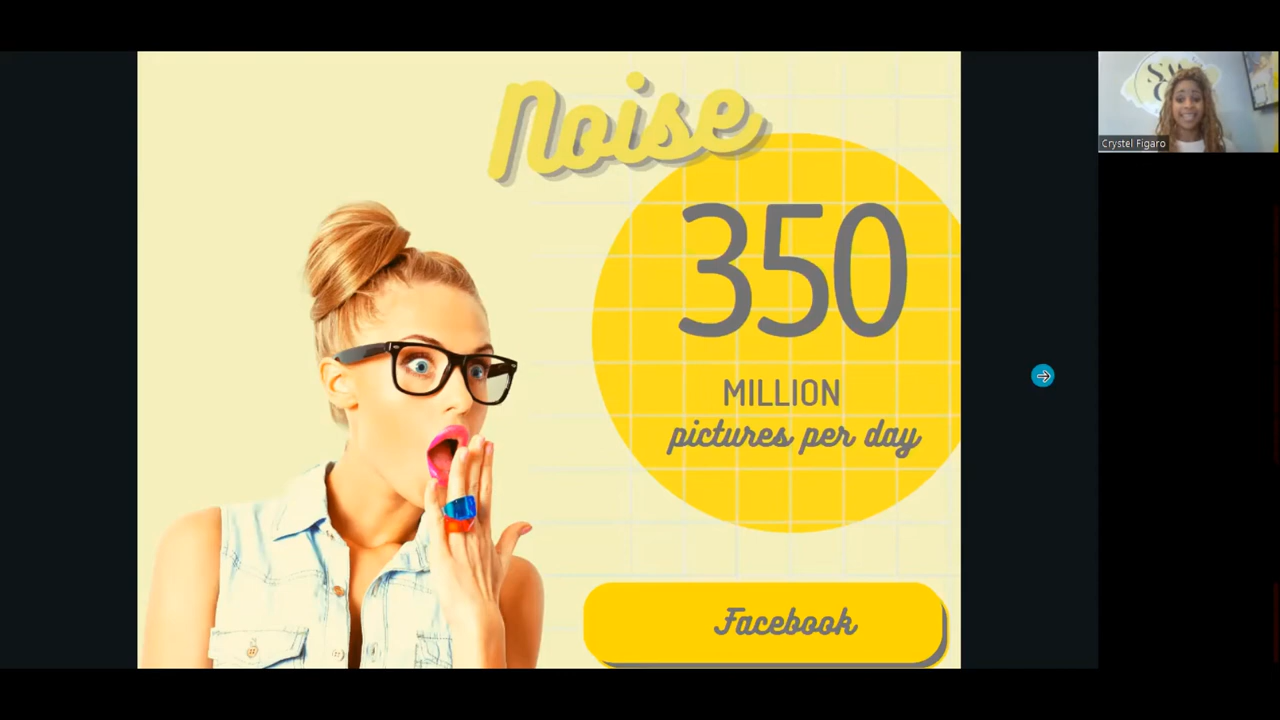 Noise
350
MILLION
pictures per day
Facebook
Crystel Figaro